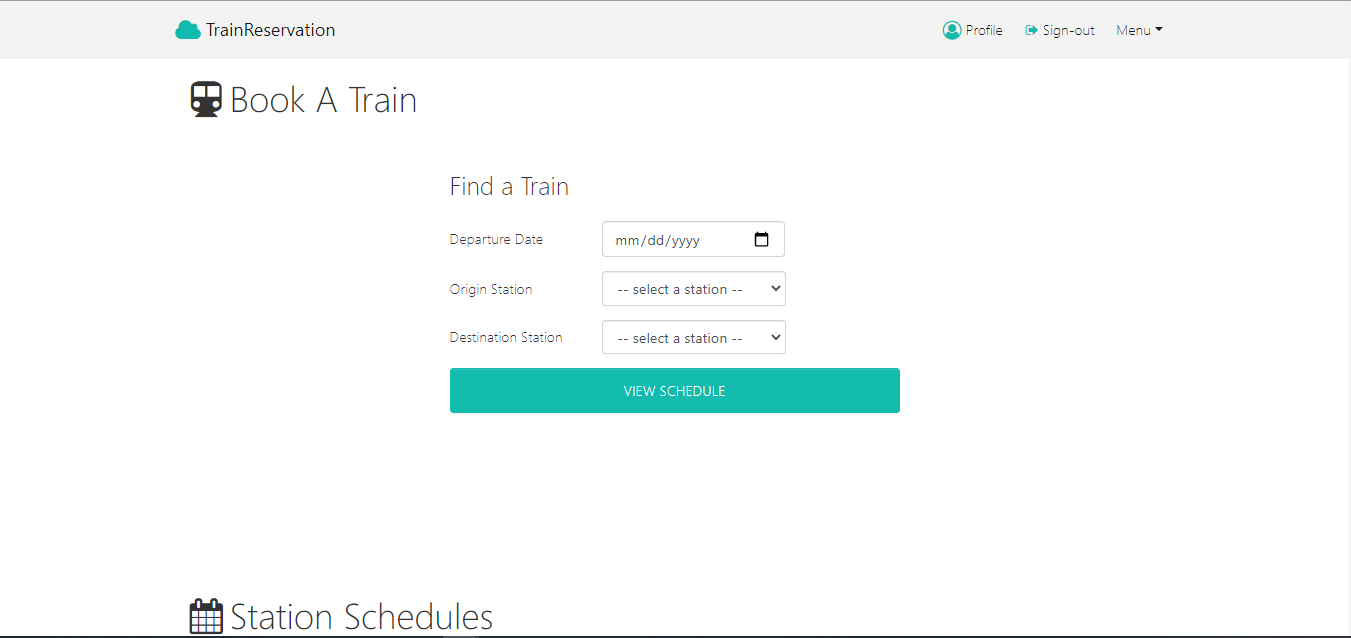 TrainReservation Profile Sign-out Menu
Book A Train
Find a Train
Departure Date mm/dd/yyyy
Origin Station -- select a station --
Destination Station -- select a station --
VIEW SCHEDULE
Station Schedules